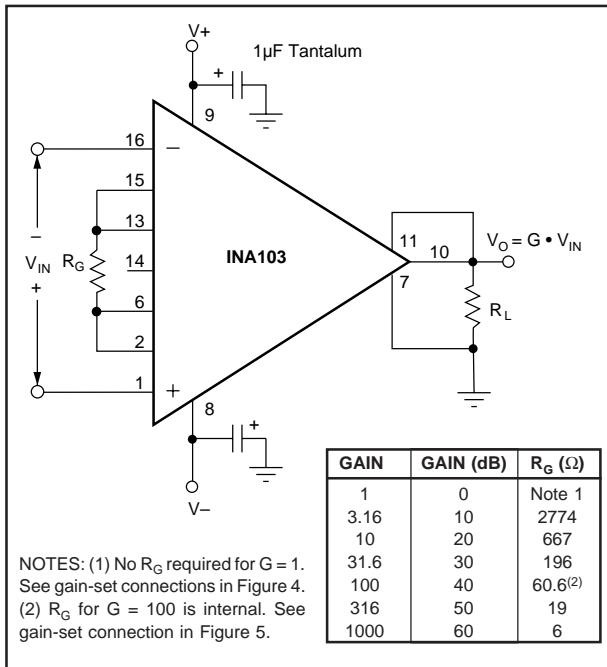 V+
1µF Tantalum
+
9
16
−
15
13
14
6
2
1
+
−
V_IN
+
R_G
INA103
11
10
7
V_O = G • V_IN
R_L
8
+
V–
GAIN GAIN (dB) R_G (Ω)
1 0 Note 1
3.16 10 2774
10 20 667
31.6 30 196
100 40 60.6(2)
316 50 19
1000 60 6
NOTES: (1) No R_G required for G = 1.
See gain-set connections in Figure 4.
(2) R_G for G = 100 is internal. See
gain-set connection in Figure 5.